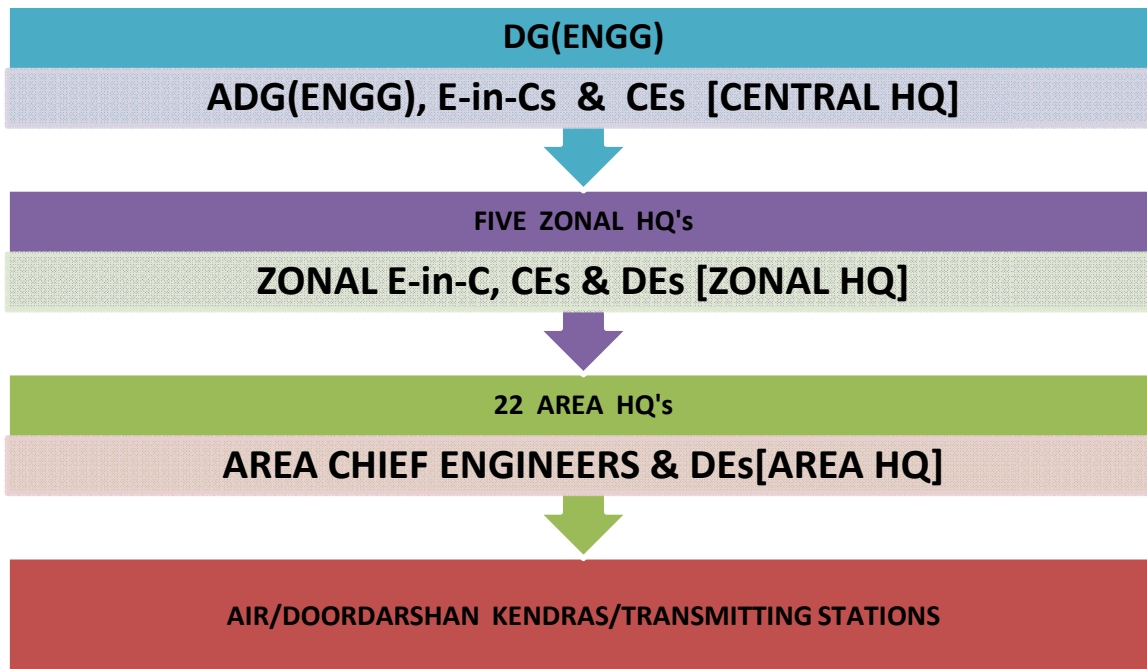 DG(ENGG)
ADG(ENGG), E-in-Cs & CEs [CENTRAL HQ]
FIVE ZONAL HQ's
ZONAL E-in-C, CEs & DEs [ZONAL HQ]
22 AREA HQ's
AREA CHIEF ENGINEERS & DEs[AREA HQ]
AIR/DOORDARSHAN KENDRAS/TRANSMITTING STATIONS